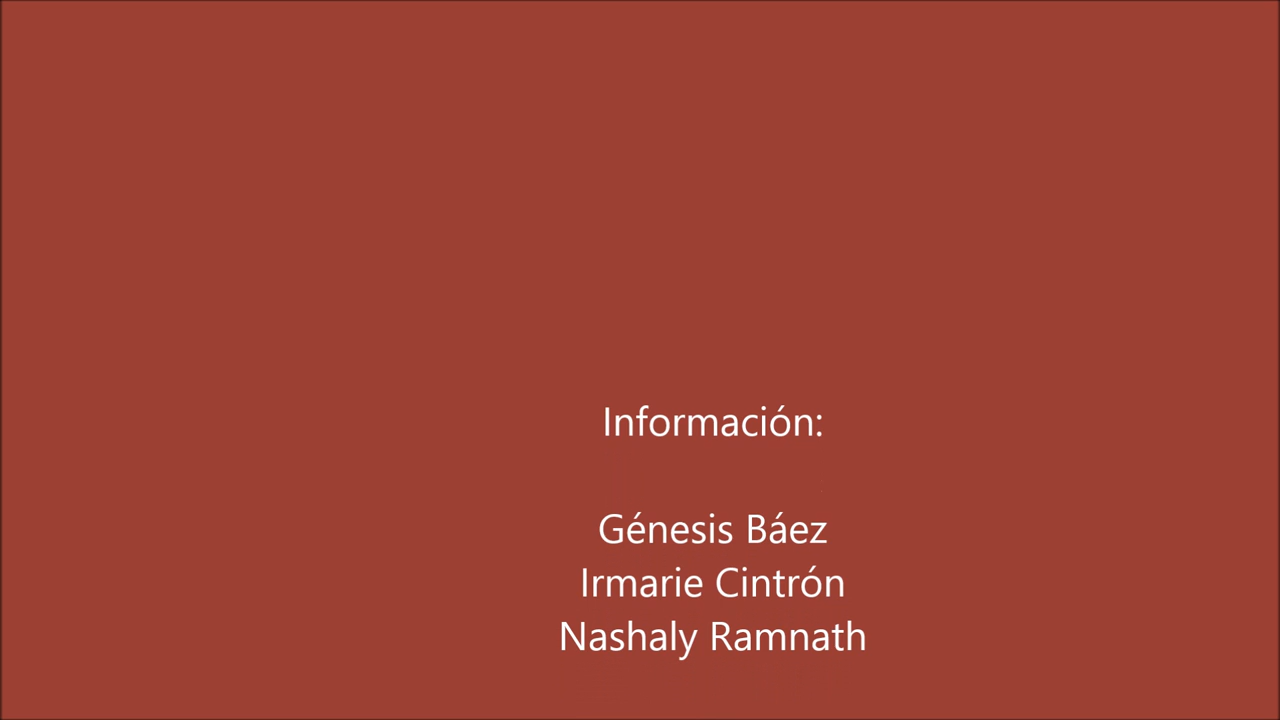 Información:
Génesis Báez
Irmarie Cintrón
Nashaly Ramnath